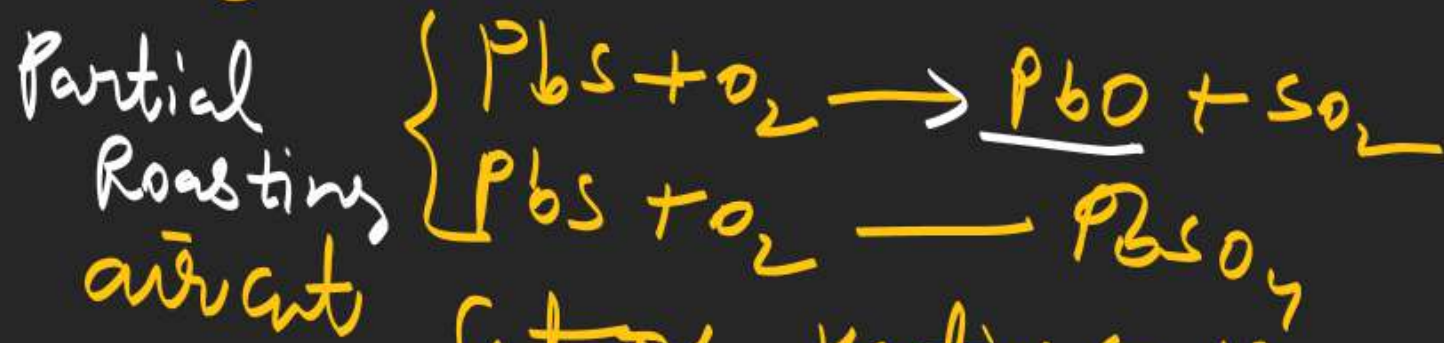 Partial { PbS + O₂ → PbO + SO₂
Roasting { PbS + O₂ — PbSO₄
air cut